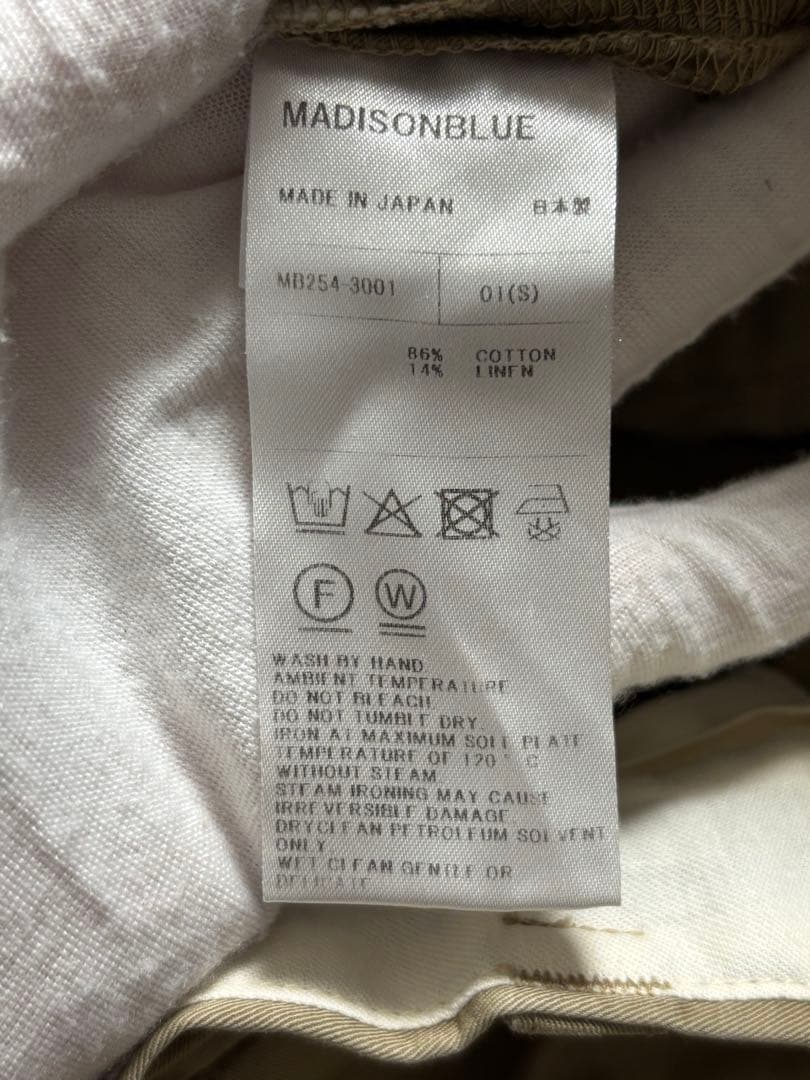 MADISONBLUE
MADE IN JAPAN 日本製
MB254-3001 01(S)
86% COTTON
14% LINEN
F W
WASH BY HAND
AMBIENT TEMPERATURE
DO NOT BLEACH
DO NOT TUMBLE DRY
IRON AT MAXIMUM SOLE PLATE
TEMPERATURE OF 120 ° C
WITHOUT STEAM
STEAM IRONING MAY CAUSE
IRREVERSIBLE DAMAGE
DRYCLEAN PETROLEUM SOLVENT
ONLY
WET CLEAN GENTLE OR
DELICATE